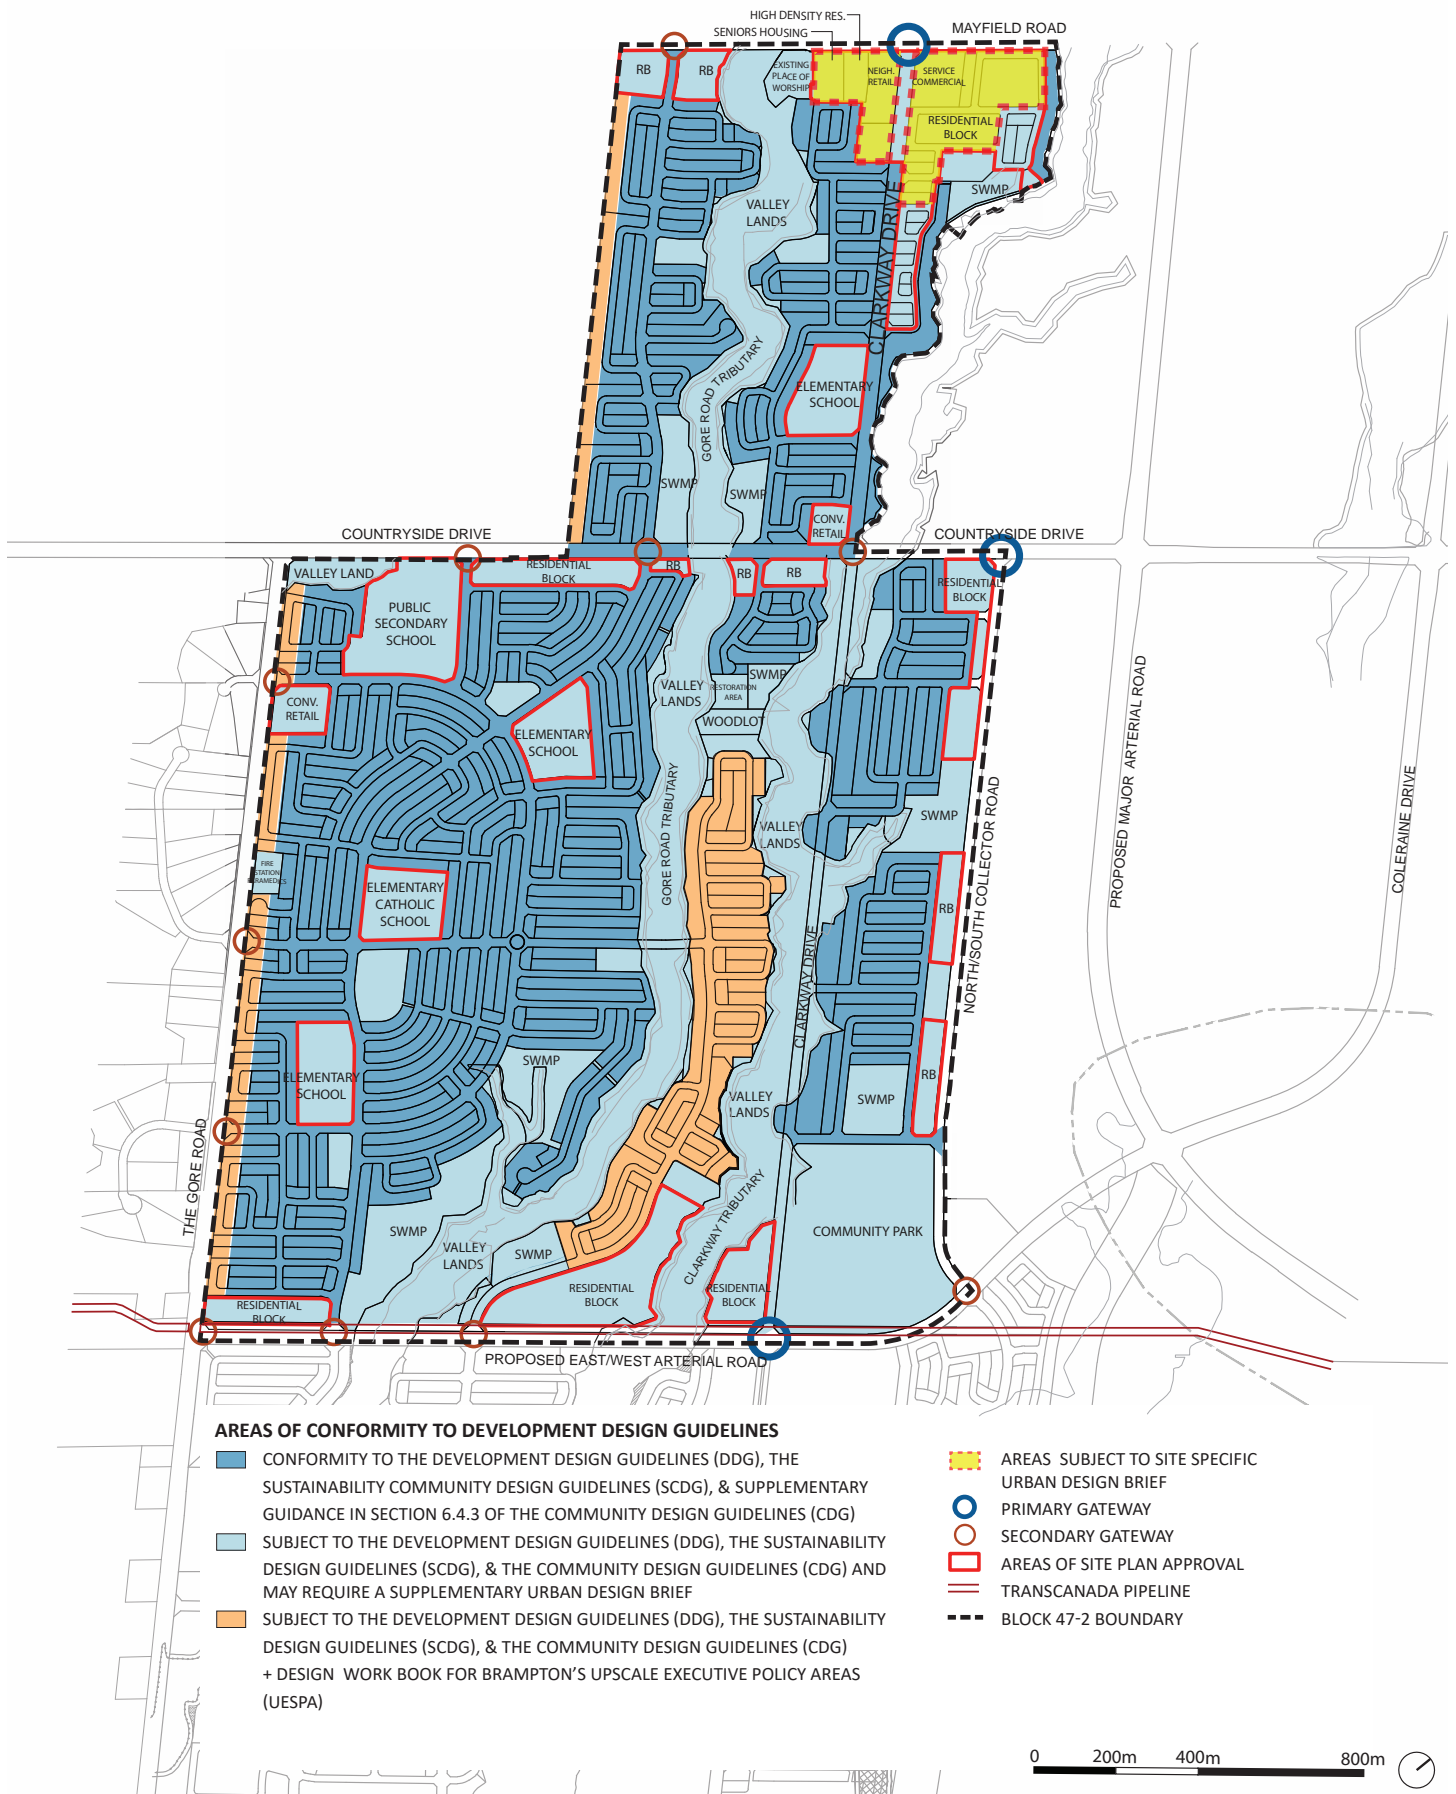 HIGH DENSITY RES.
SENIORS HOUSING
MAYFIELD ROAD
RB
RB
EXISTING
PLACE OF
WORSHIP
NEIGH.
RETAIL
SERVICE
COMMERCIAL
RESIDENTIAL
BLOCK
SWMP
VALLEY
LANDS
CLARKWAY DRIVE
GORE ROAD TRIBUTARY
ELEMENTARY
SCHOOL
SWMP
SWMP
CONV.
RETAIL
COUNTRYSIDE DRIVE
COUNTRYSIDE DRIVE
VALLEY LAND
RESIDENTIAL
BLOCK
RB
RB
RB
RESIDENTIAL
BLOCK
PUBLIC
SECONDARY
SCHOOL
CONV.
RETAIL
ELEMENTARY
SCHOOL
VALLEY
LANDS
SWMP
RESTORATION
AREA
WOODLOT
GORE ROAD TRIBUTARY
VALLEY
LANDS
SWMP
PROPOSED MAJOR ARTERIAL ROAD
COLERAINE DRIVE
NORTH/SOUTH COLLECTOR ROAD
FIRE
STATION/
PARAMEDICS
ELEMENTARY
CATHOLIC
SCHOOL
RB
CLARKWAY DRIVE
SWMP
ELEMENTARY
SCHOOL
VALLEY
LANDS
SWMP
RB
THE GORE ROAD
SWMP
VALLEY
LANDS
SWMP
CLARKWAY TRIBUTARY
COMMUNITY PARK
RESIDENTIAL
BLOCK
RESIDENTIAL
BLOCK
RESIDENTIAL
BLOCK
PROPOSED EAST/WEST ARTERIAL ROAD
AREAS OF CONFORMITY TO DEVELOPMENT DESIGN GUIDELINES
CONFORMITY TO THE DEVELOPMENT DESIGN GUIDELINES (DDG), THE
SUSTAINABILITY COMMUNITY DESIGN GUIDELINES (SCDG), & SUPPLEMENTARY
GUIDANCE IN SECTION 6.4.3 OF THE COMMUNITY DESIGN GUIDELINES (CDG)
SUBJECT TO THE DEVELOPMENT DESIGN GUIDELINES (DDG), THE SUSTAINABILITY
DESIGN GUIDELINES (SCDG), & THE COMMUNITY DESIGN GUIDELINES (CDG) AND
MAY REQUIRE A SUPPLEMENTARY URBAN DESIGN BRIEF
SUBJECT TO THE DEVELOPMENT DESIGN GUIDELINES (DDG), THE SUSTAINABILITY
DESIGN GUIDELINES (SCDG), & THE COMMUNITY DESIGN GUIDELINES (CDG)
+ DESIGN WORK BOOK FOR BRAMPTON'S UPSCALE EXECUTIVE POLICY AREAS
(UESPA)
AREAS SUBJECT TO SITE SPECIFIC
URBAN DESIGN BRIEF
PRIMARY GATEWAY
SECONDARY GATEWAY
AREAS OF SITE PLAN APPROVAL
TRANSCANADA PIPELINE
BLOCK 47-2 BOUNDARY
0 200m 400m 800m